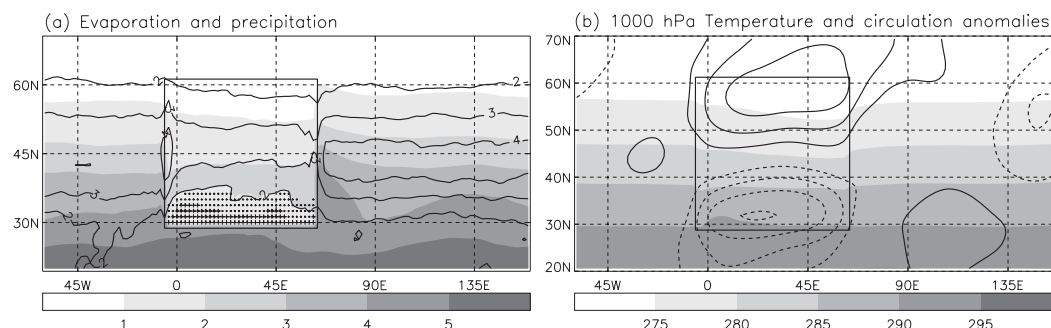 (a) Evaporation and precipitation
60N
45N
30N
45W 0 45E 90E 135E
1 2 3 4 5
2
3
4
2
(b) 1000 hPa Temperature and circulation anomalies
70N
60N
50N
40N
30N
20N
45W 0 45E 90E 135E
275 280 285 290 295